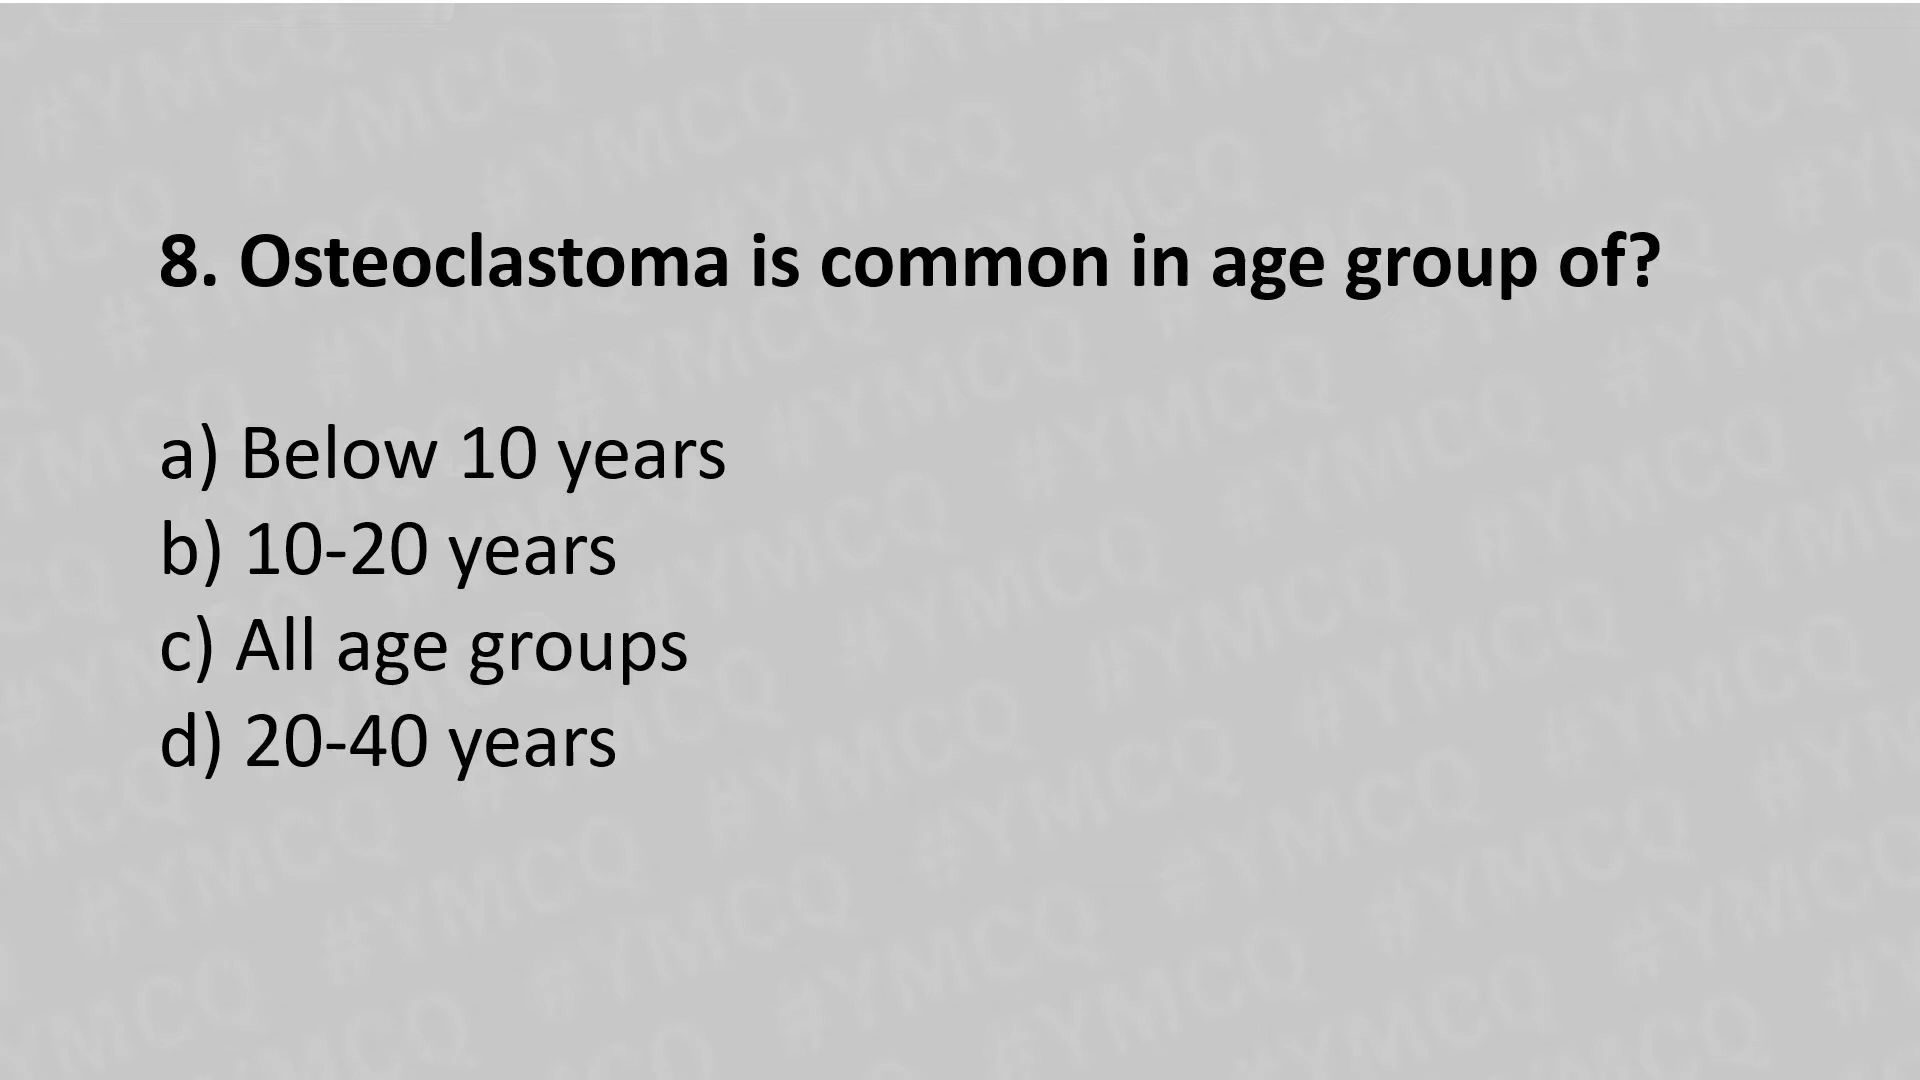 8. Osteoclastoma is common in age group of?
a) Below 10 years
b) 10-20 years
c) All age groups
d) 20-40 years
#YMCQ